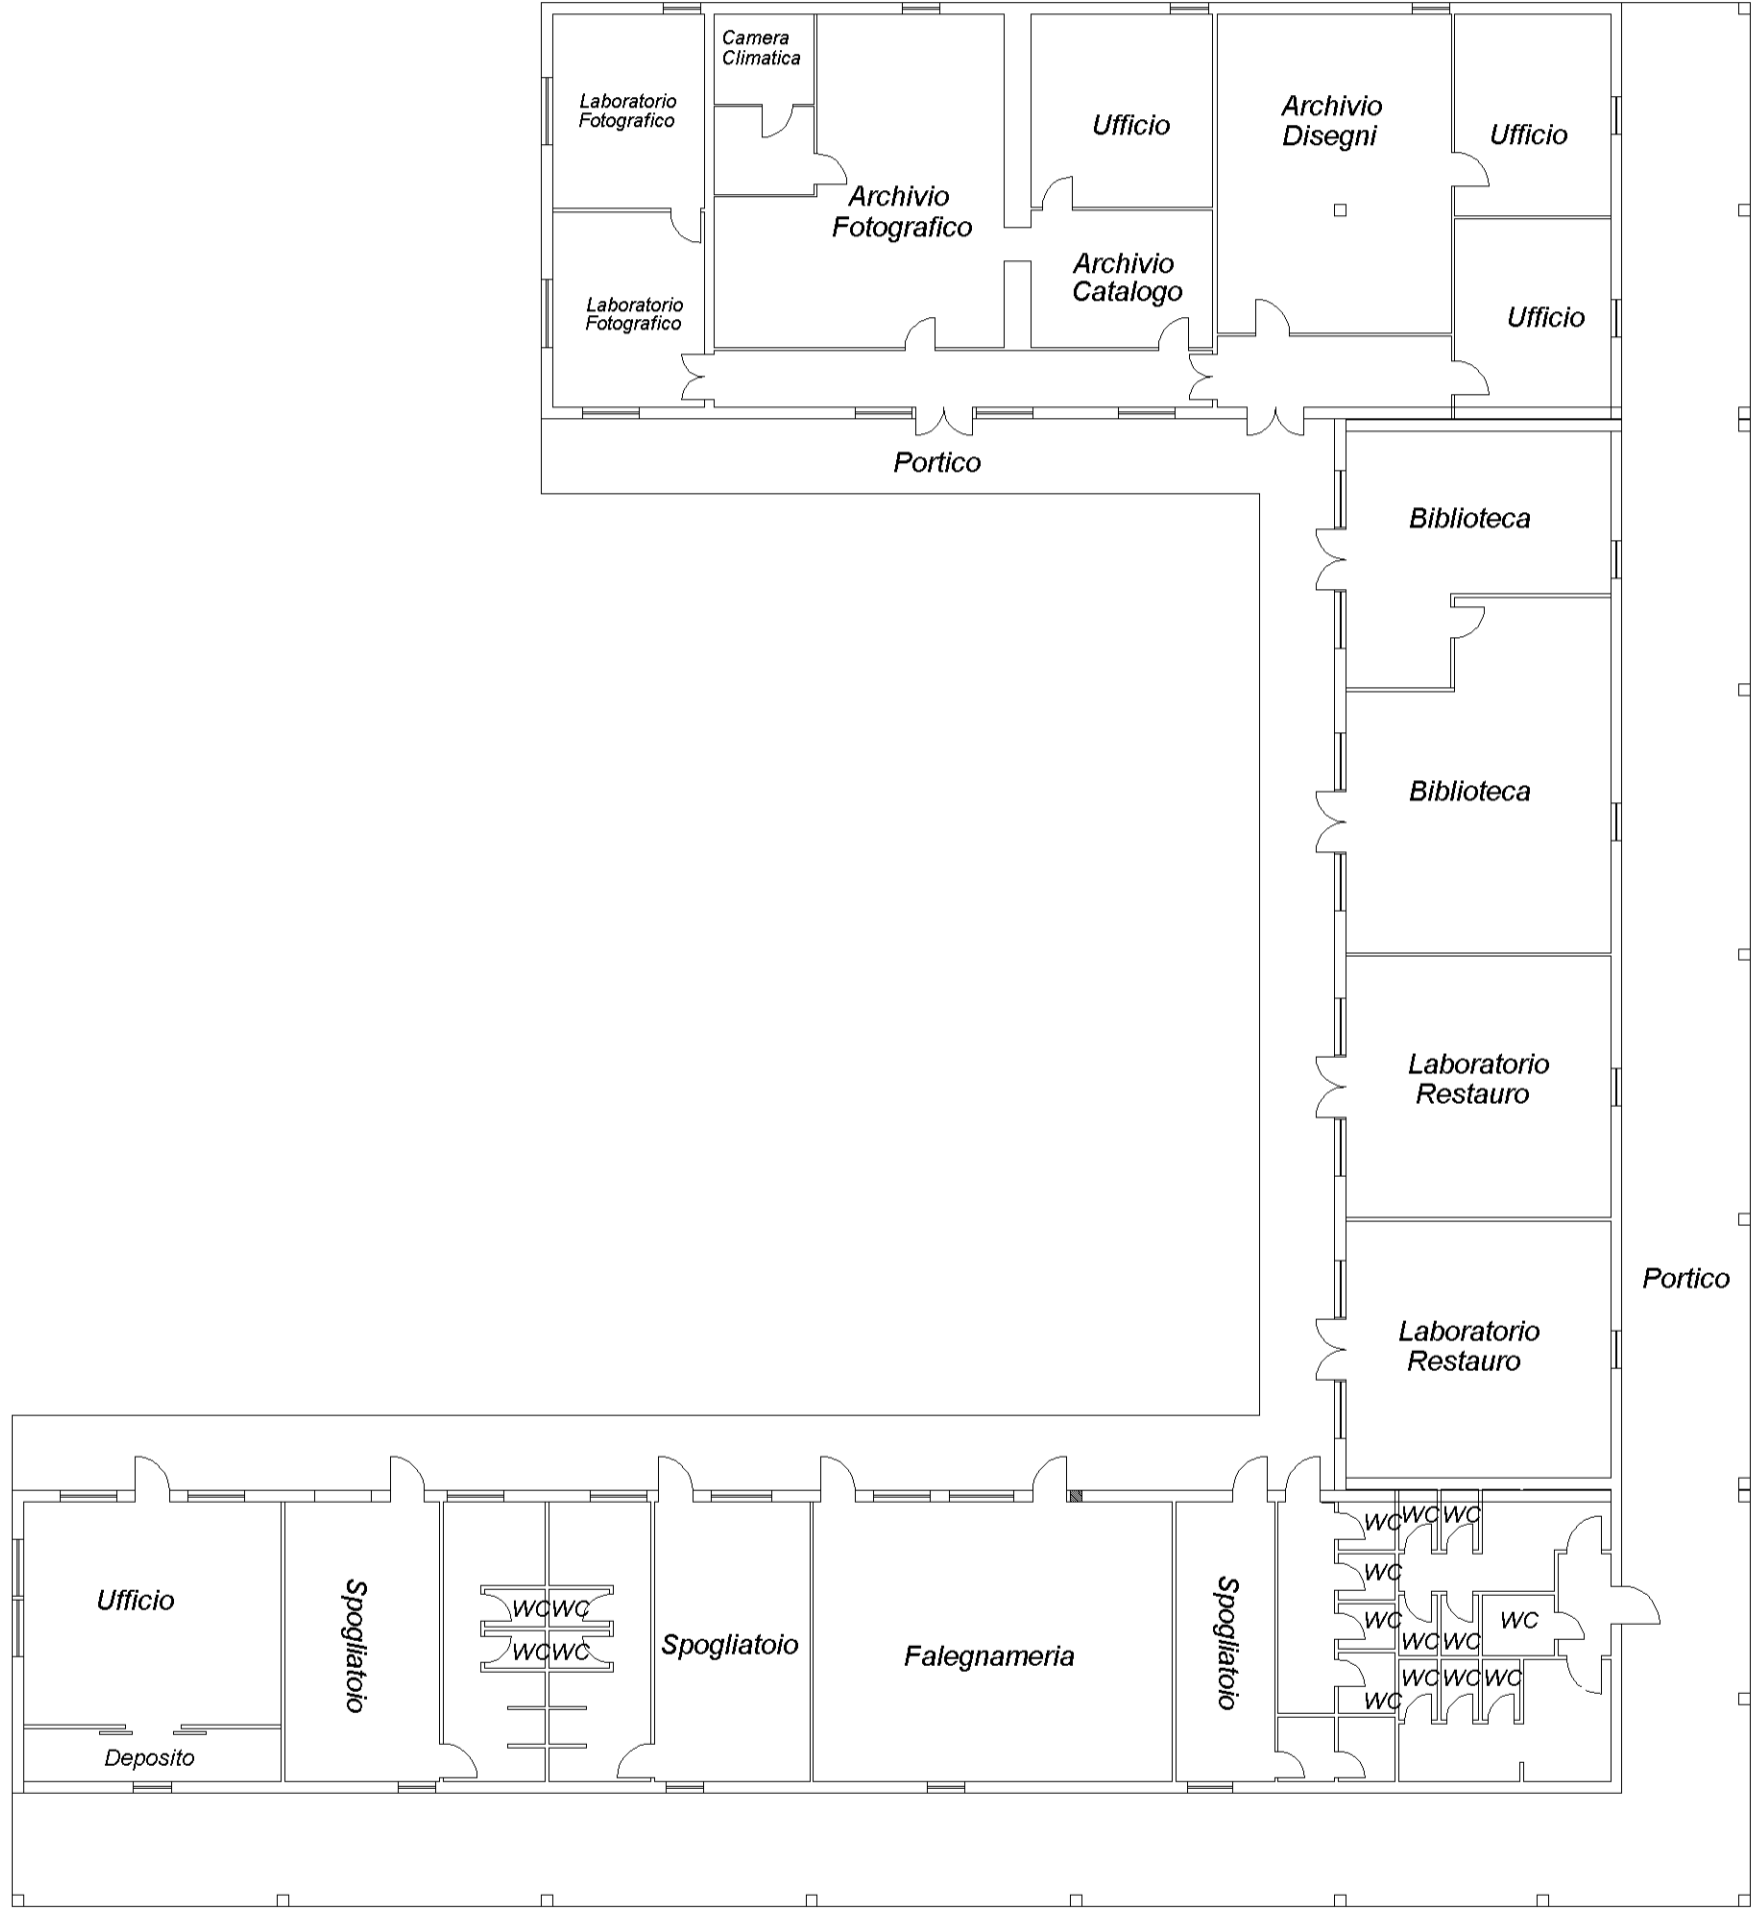 Camera
Climatica
Laboratorio
Fotografico
Ufficio
Archivio
Disegni
Ufficio
Archivio
Fotografico
Archivio
Catalogo
Laboratorio
Fotografico
Ufficio
Portico
Biblioteca
Biblioteca
Laboratorio
Restauro
Portico
Laboratorio
Restauro
WC WC WC
WC
Ufficio
Spogliatoio
WC WC
WC WC
Spogliatoio
Falegnameria
Spogliatoio
WC WC WC WC
WC WC WC
WC
Deposito